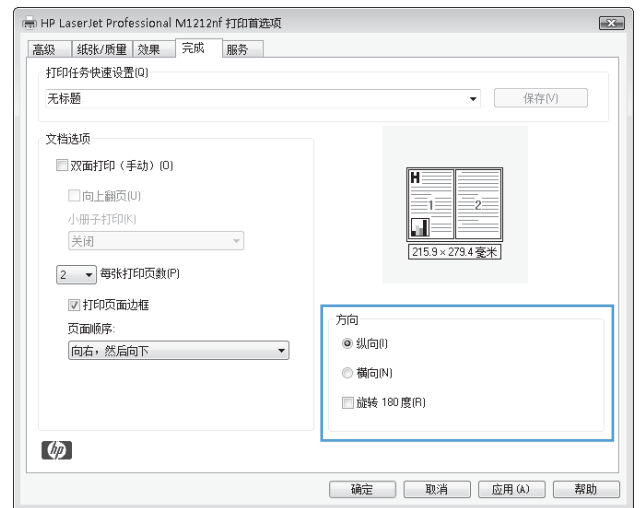 HP LaserJet Professional M1212nf 打印首选项
高级 纸张/质量 效果 完成 服务
打印任务快速设置(Q)
无标题
保存(V)
文档选项
双面打印（手动）(O)
向上翻页(U)
小册子打印(K)
关闭
2 每张打印页数(P)
打印页面边框
页面顺序:
向右，然后向下
H
1 2
215.9 × 279.4 毫米
方向
纵向(I)
横向(N)
旋转 180 度(R)
hp
确定 取消 应用(A) 帮助